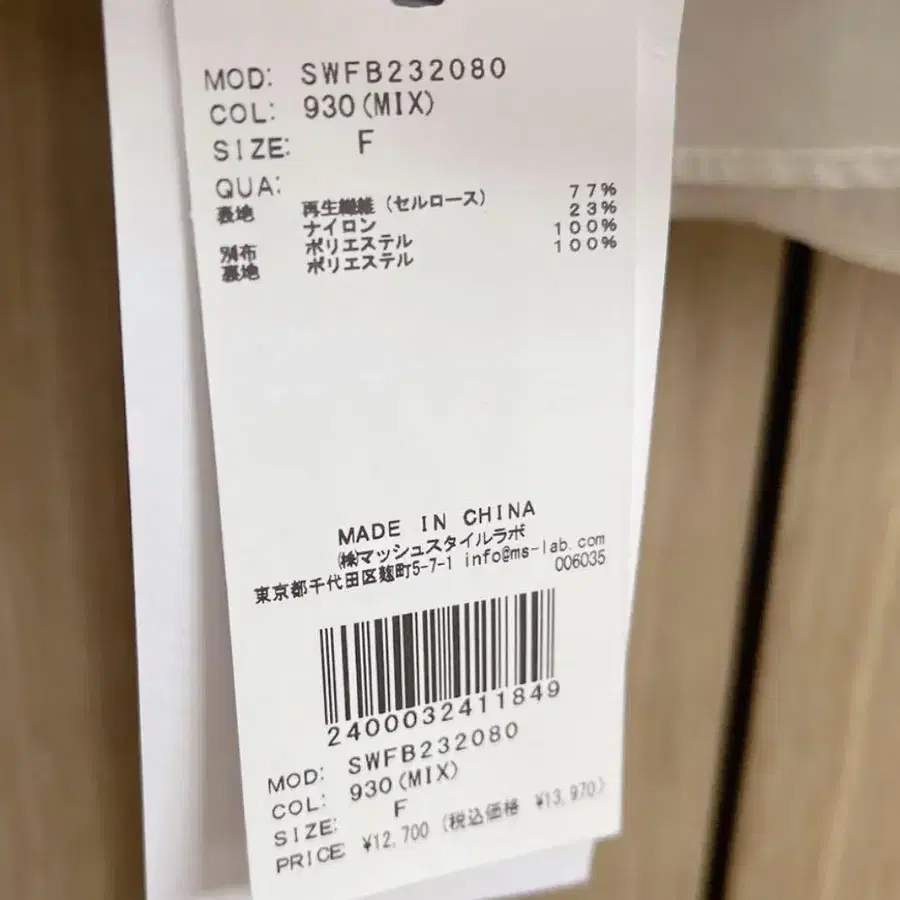 MOD: SWFB232080
COL: 930(MIX)
SIZE: F
QUA:
表地 再生繊維 (セルロース) 77%
ナイロン 23%
別布 ポリエステル 100%
裏地 ポリエステル 100%
MADE IN CHINA
㈱マッシュスタイルラボ
東京都千代田区麹町5-7-1 info@ms-lab.com
006035
2400032411849
MOD: SWFB232080
COL: 930(MIX)
SIZE: F
PRICE ¥12,700 (税込価格 ¥13,970)